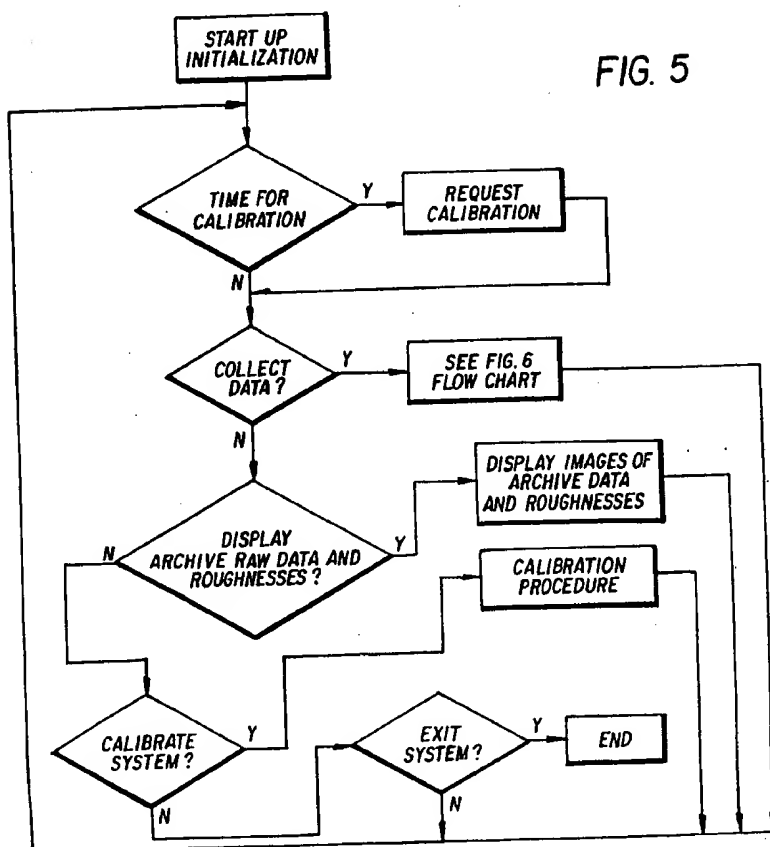 START UP
INITIALIZATION
FIG. 5
TIME FOR
CALIBRATION
Y
REQUEST
CALIBRATION
N
COLLECT
DATA?
Y
SEE FIG. 6
FLOW CHART
N
DISPLAY
ARCHIVE RAW DATA AND
ROUGHNESSES?
N
Y
DISPLAY IMAGES OF
ARCHIVE DATA
AND ROUGHNESSES
CALIBRATION
PROCEDURE
CALIBRATE
SYSTEM?
Y
N
EXIT
SYSTEM?
Y
END
N